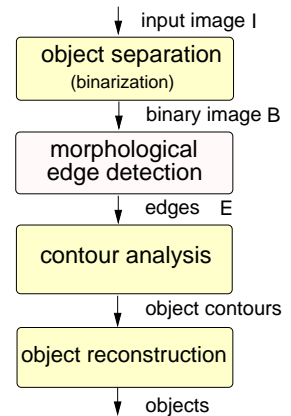 input image I
object separation
(binarization)
binary image B
morphological
edge detection
edges E
contour analysis
object contours
object reconstruction
objects